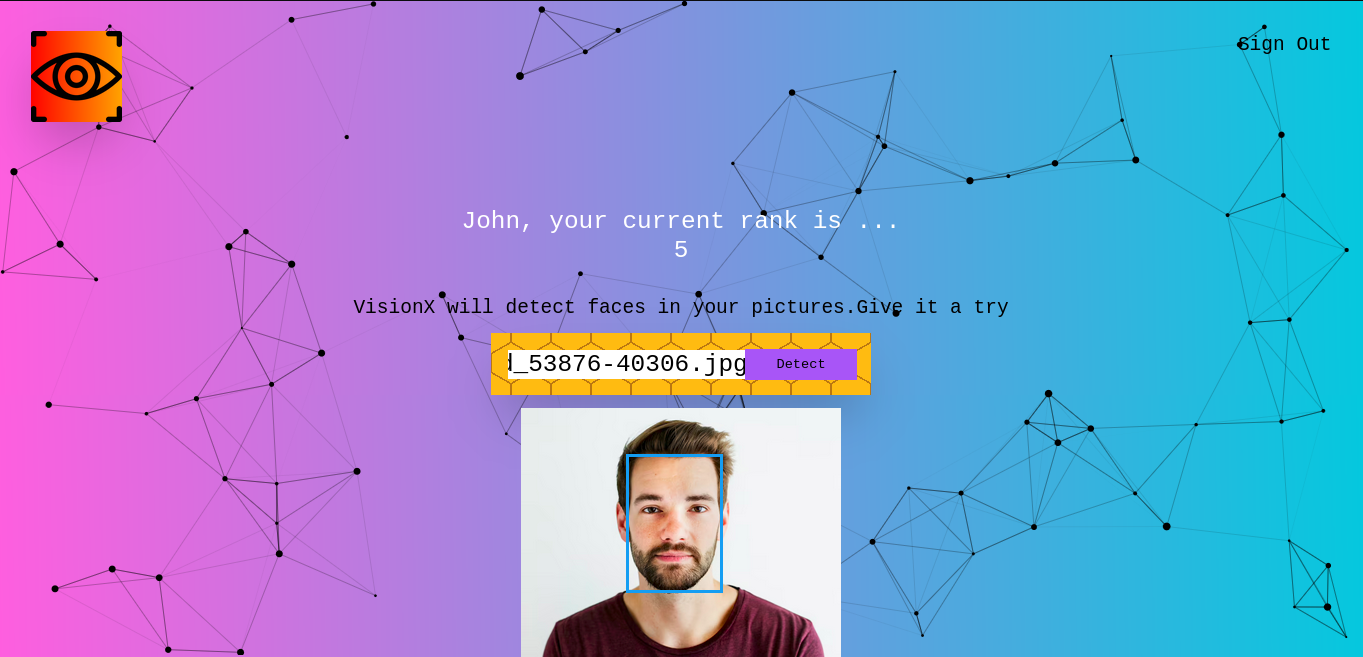 Sign Out
John, your current rank is ...
5
VisionX will detect faces in your pictures.Give it a try
d_53876-40306.jpg Detect